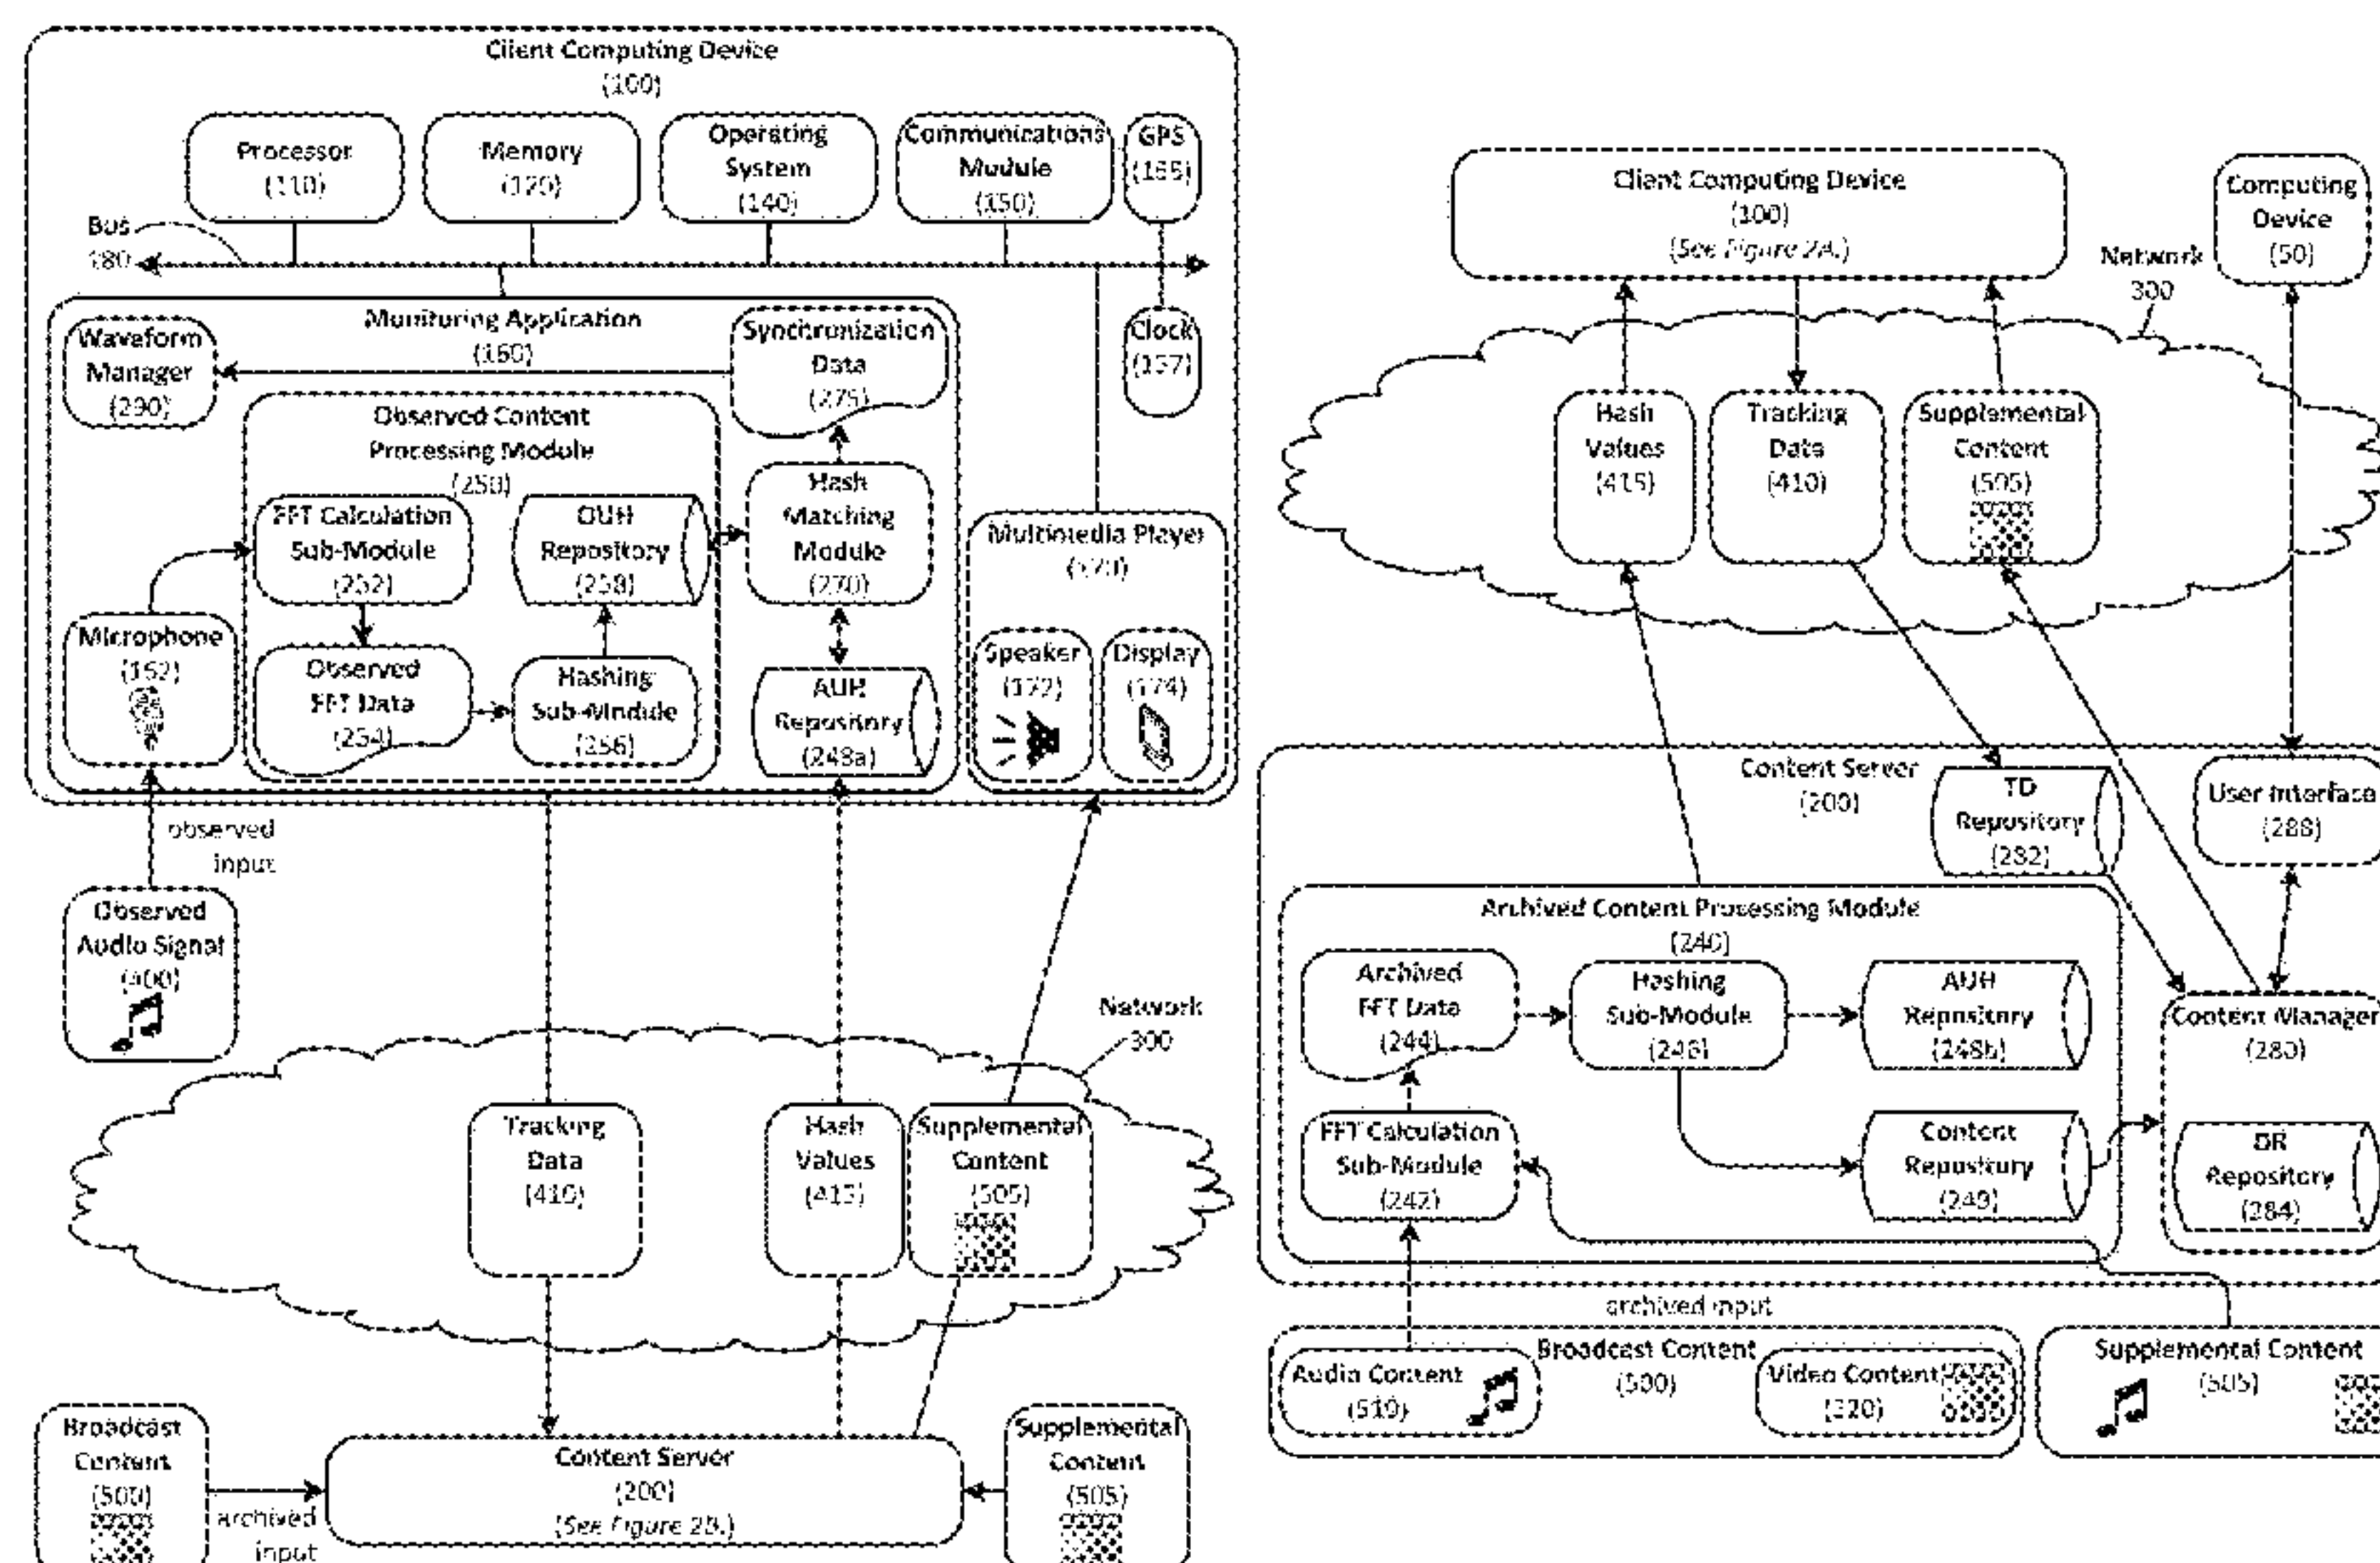 Client Computing Device
(100)
Processor
(110)
Memory
(120)
Operating
System
(140)
Communications
Module
(150)
GPS
(155)
Bus
180
Monitoring Application
(160)
Waveform
Manager
(290)
Synchronization
Data
(275)
Clock
(157)
Observed Content
Processing Module
(250)
FFT Calculation
Sub-Module
(252)
OUH
Repository
(258)
Hash
Matching
Module
(270)
Multimedia Player
(170)
Microphone
(162)
Observed
FFT Data
(254)
Hashing
Sub-Module
(256)
AUH
Repository
(248a)
Speaker
(172)
Display
(174)
observed
input
Observed
Audio Signal
(400)
Network
300
Tracking
Data
(410)
Hash
Values
(415)
Supplemental
Content
(505)
Broadcast
Content
(500)
archived
input
Content Server
(200)
(See Figure 2B.)
Supplemental
Content
(505)
Client Computing Device
(100)
(See Figure 2A.)
Computing
Device
(50)
Network
300
Hash
Values
(415)
Tracking
Data
(410)
Supplemental
Content
(505)
Content Server
(200)
TD
Repository
(282)
User Interface
(288)
Archived Content Processing Module
(240)
Archived
FFT Data
(244)
Hashing
Sub-Module
(246)
AUH
Repository
(248b)
Content Manager
(280)
FFT Calculation
Sub-Module
(242)
Content
Repository
(249)
DR
Repository
(284)
archived input
Broadcast Content
(500)
Audio Content
(510)
Video Content
(520)
Supplemental Content
(505)